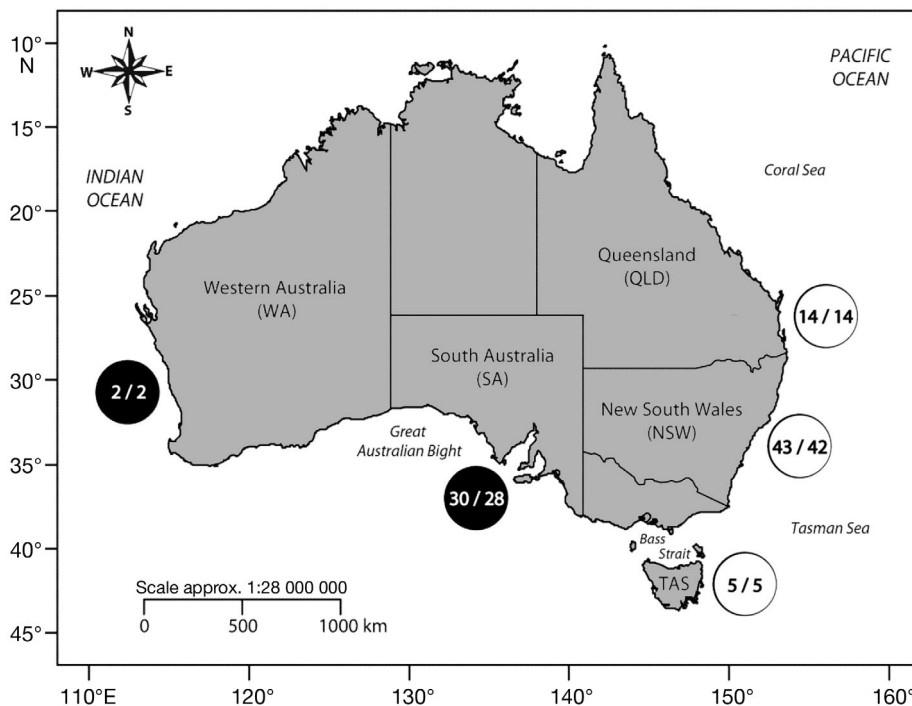 10°
N
N
W
E
S
PACIFIC
OCEAN
15°
INDIAN
OCEAN
Coral Sea
20°
Queensland
(QLD)
25°
Western Australia
(WA)
14 / 14
South Australia
(SA)
30°
2 / 2
New South Wales
(NSW)
Great
Australian Bight
43 / 42
35°
30 / 28
Tasman Sea
Bass
Strait
40°
TAS
5 / 5
Scale approx. 1:28 000 000
0 500 1000 km
45°
110°E 120° 130° 140° 150° 160°